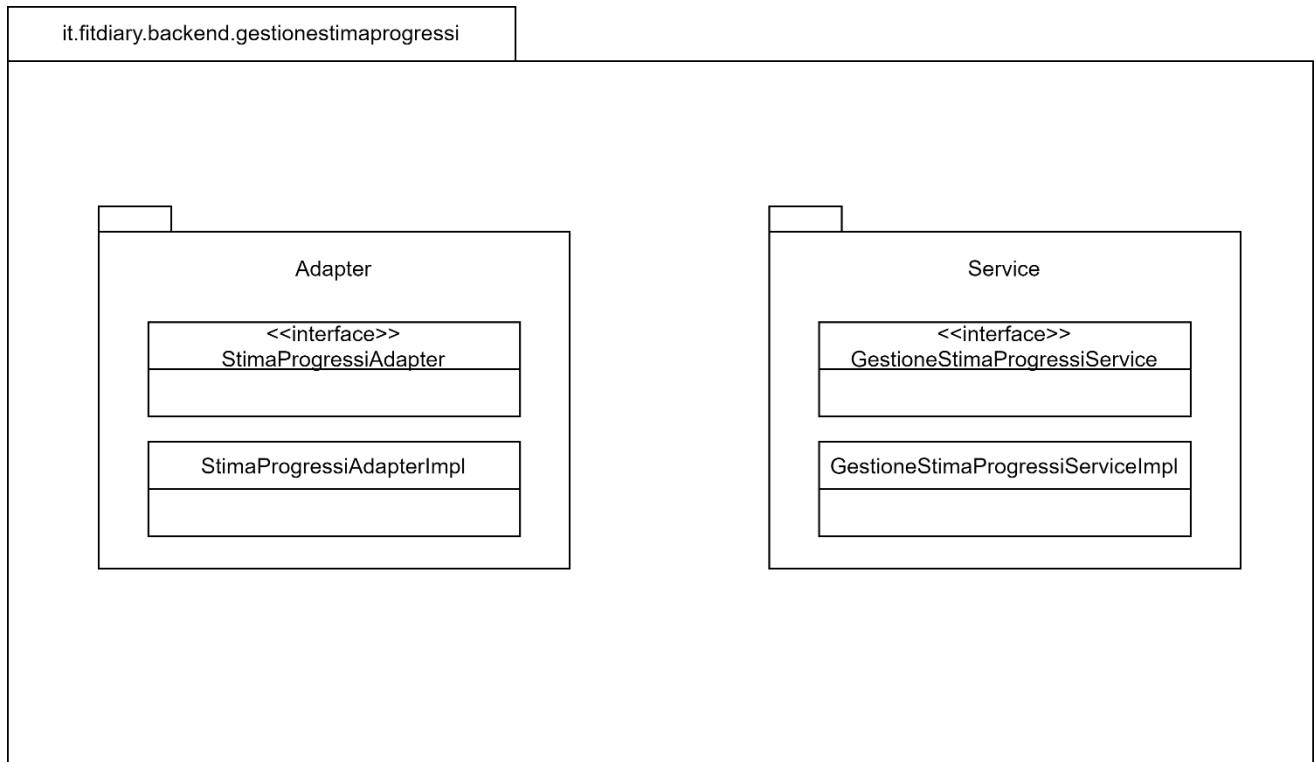 it.fitdiary.backend.gestionestimaprogressi
Adapter
<<interface>>
StimaProgressiAdapter
StimaProgressiAdapterImpl
Service
<<interface>>
GestioneStimaProgressiService
GestioneStimaProgressiServiceImpl